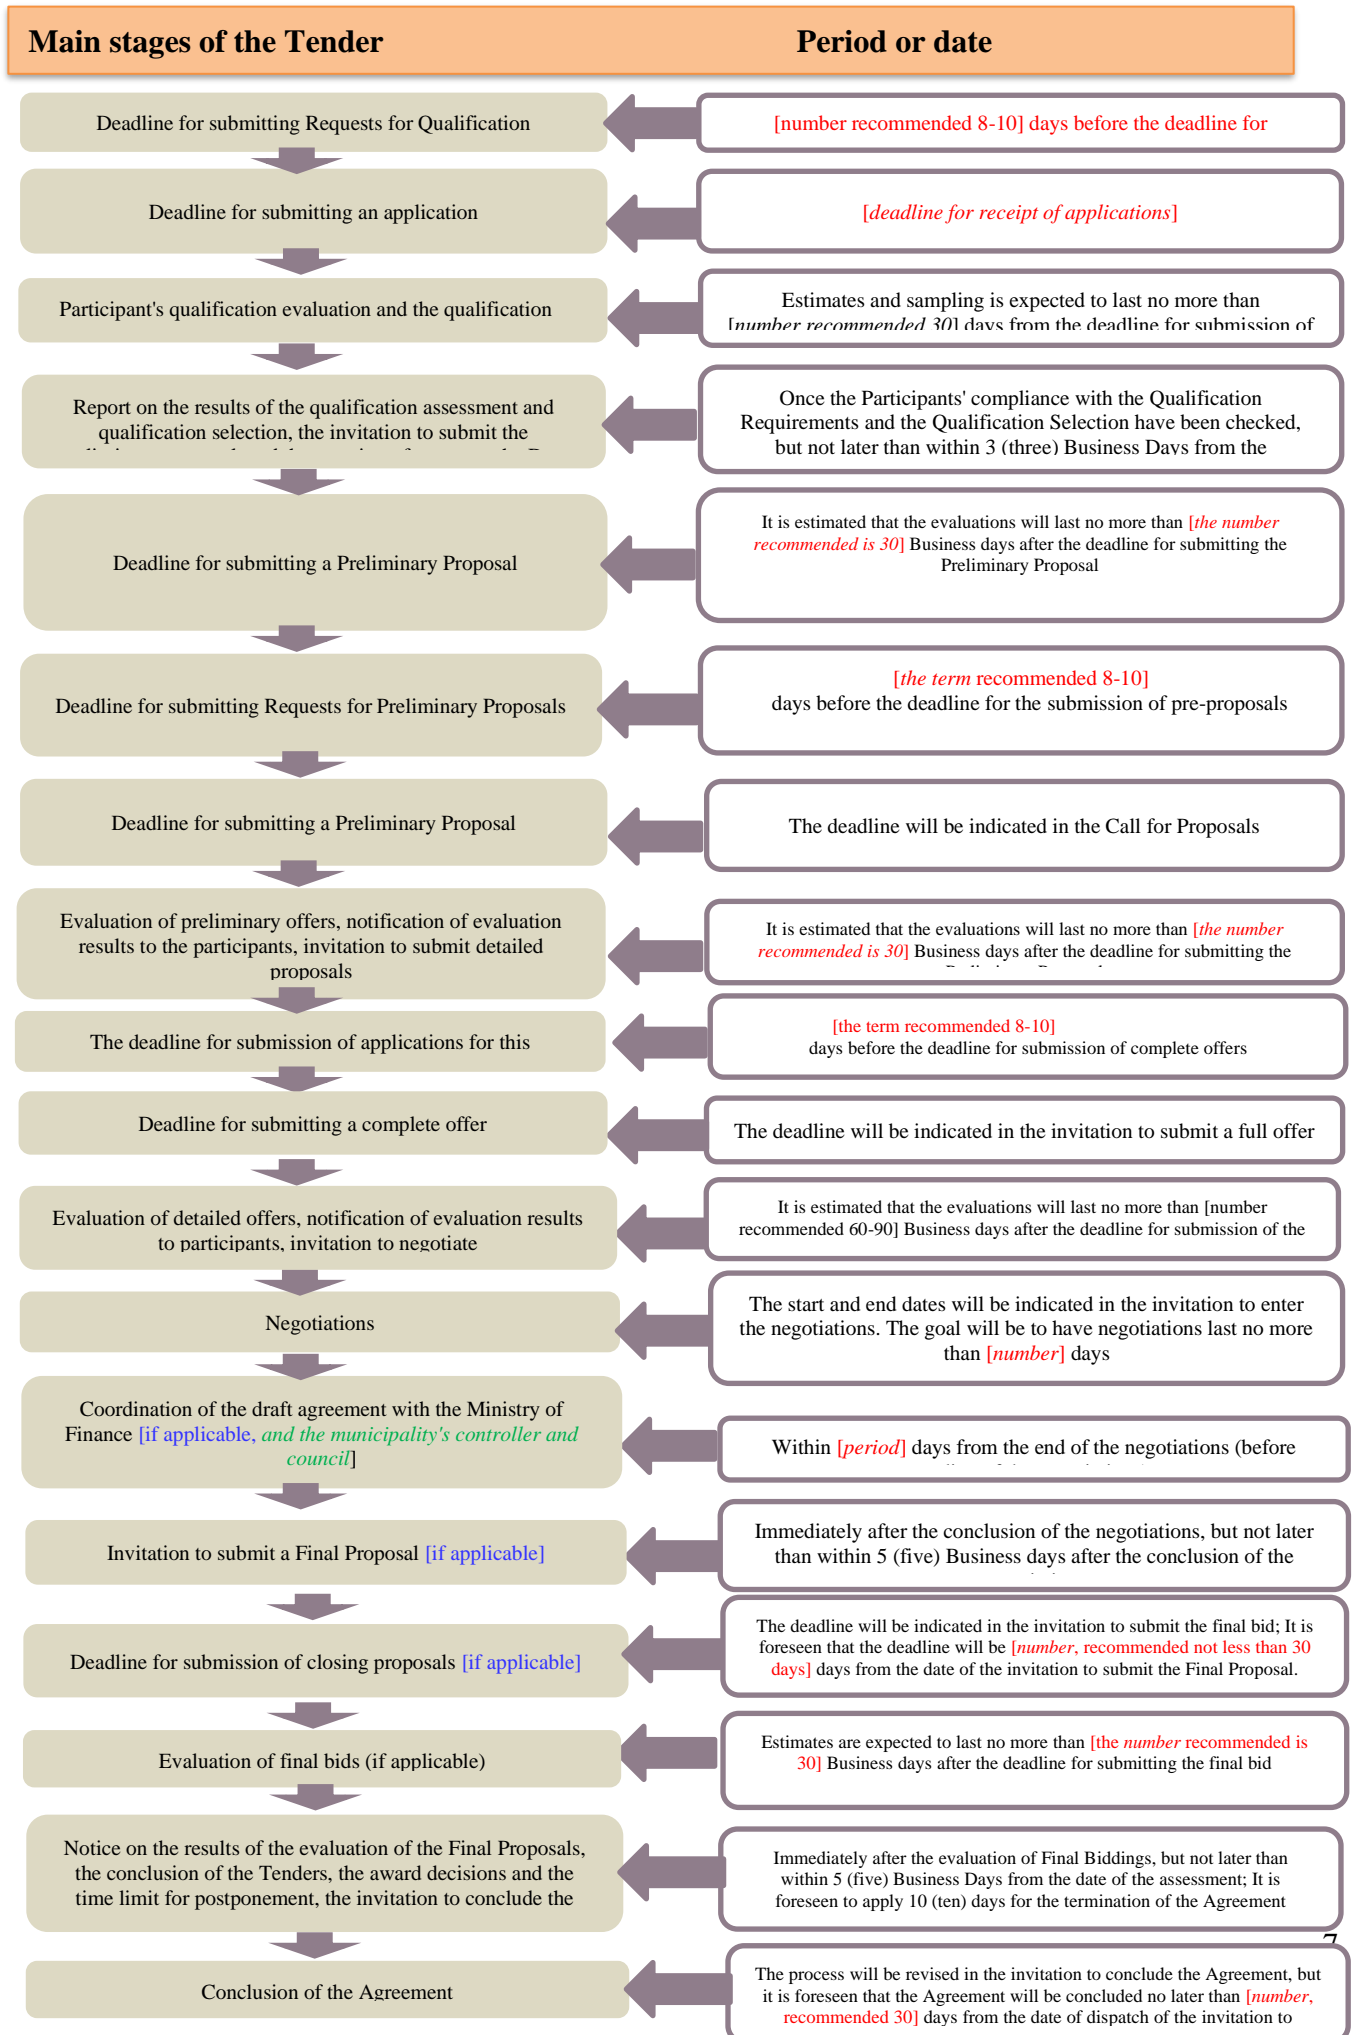 Main stages of the Tender Period or date
Deadline for submitting Requests for Qualification
[number recommended 8-10] days before the deadline for
Deadline for submitting an application
[deadline for receipt of applications]
Participant's qualification evaluation and the qualification
Estimates and sampling is expected to last no more than
[number recommended 30] days from the deadline for submission of
Report on the results of the qualification assessment and
qualification selection, the invitation to submit the
Once the Participants' compliance with the Qualification
Requirements and the Qualification Selection have been checked,
but not later than within 3 (three) Business Days from the
Deadline for submitting a Preliminary Proposal
It is estimated that the evaluations will last no more than [the number
recommended is 30] Business days after the deadline for submitting the
Preliminary Proposal
Deadline for submitting Requests for Preliminary Proposals
[the term recommended 8-10]
days before the deadline for the submission of pre-proposals
Deadline for submitting a Preliminary Proposal
The deadline will be indicated in the Call for Proposals
Evaluation of preliminary offers, notification of evaluation
results to the participants, invitation to submit detailed
proposals
It is estimated that the evaluations will last no more than [the number
recommended is 30] Business days after the deadline for submitting the
The deadline for submission of applications for this
[the term recommended 8-10]
days before the deadline for submission of complete offers
Deadline for submitting a complete offer
The deadline will be indicated in the invitation to submit a full offer
Evaluation of detailed offers, notification of evaluation results
to participants, invitation to negotiate
It is estimated that the evaluations will last no more than [number
recommended 60-90] Business days after the deadline for submission of the
Negotiations
The start and end dates will be indicated in the invitation to enter
the negotiations. The goal will be to have negotiations last no more
than [number] days
Coordination of the draft agreement with the Ministry of
Finance [if applicable, and the municipality's controller and
council]
Within [period] days from the end of the negotiations (before
Invitation to submit a Final Proposal [if applicable]
Immediately after the conclusion of the negotiations, but not later
than within 5 (five) Business days after the conclusion of the
Deadline for submission of closing proposals [if applicable]
The deadline will be indicated in the invitation to submit the final bid; It is
foreseen that the deadline will be [number, recommended not less than 30
days] days from the date of the invitation to submit the Final Proposal.
Evaluation of final bids (if applicable)
Estimates are expected to last no more than [the number recommended is
30] Business days after the deadline for submitting the final bid
Notice on the results of the evaluation of the Final Proposals,
the conclusion of the Tenders, the award decisions and the
time limit for postponement, the invitation to conclude the
Immediately after the evaluation of Final Biddings, but not later than
within 5 (five) Business Days from the date of the assessment; It is
foreseen to apply 10 (ten) days for the termination of the Agreement
7
Conclusion of the Agreement
The process will be revised in the invitation to conclude the Agreement, but
it is foreseen that the Agreement will be concluded no later than [number,
recommended 30] days from the date of dispatch of the invitation to